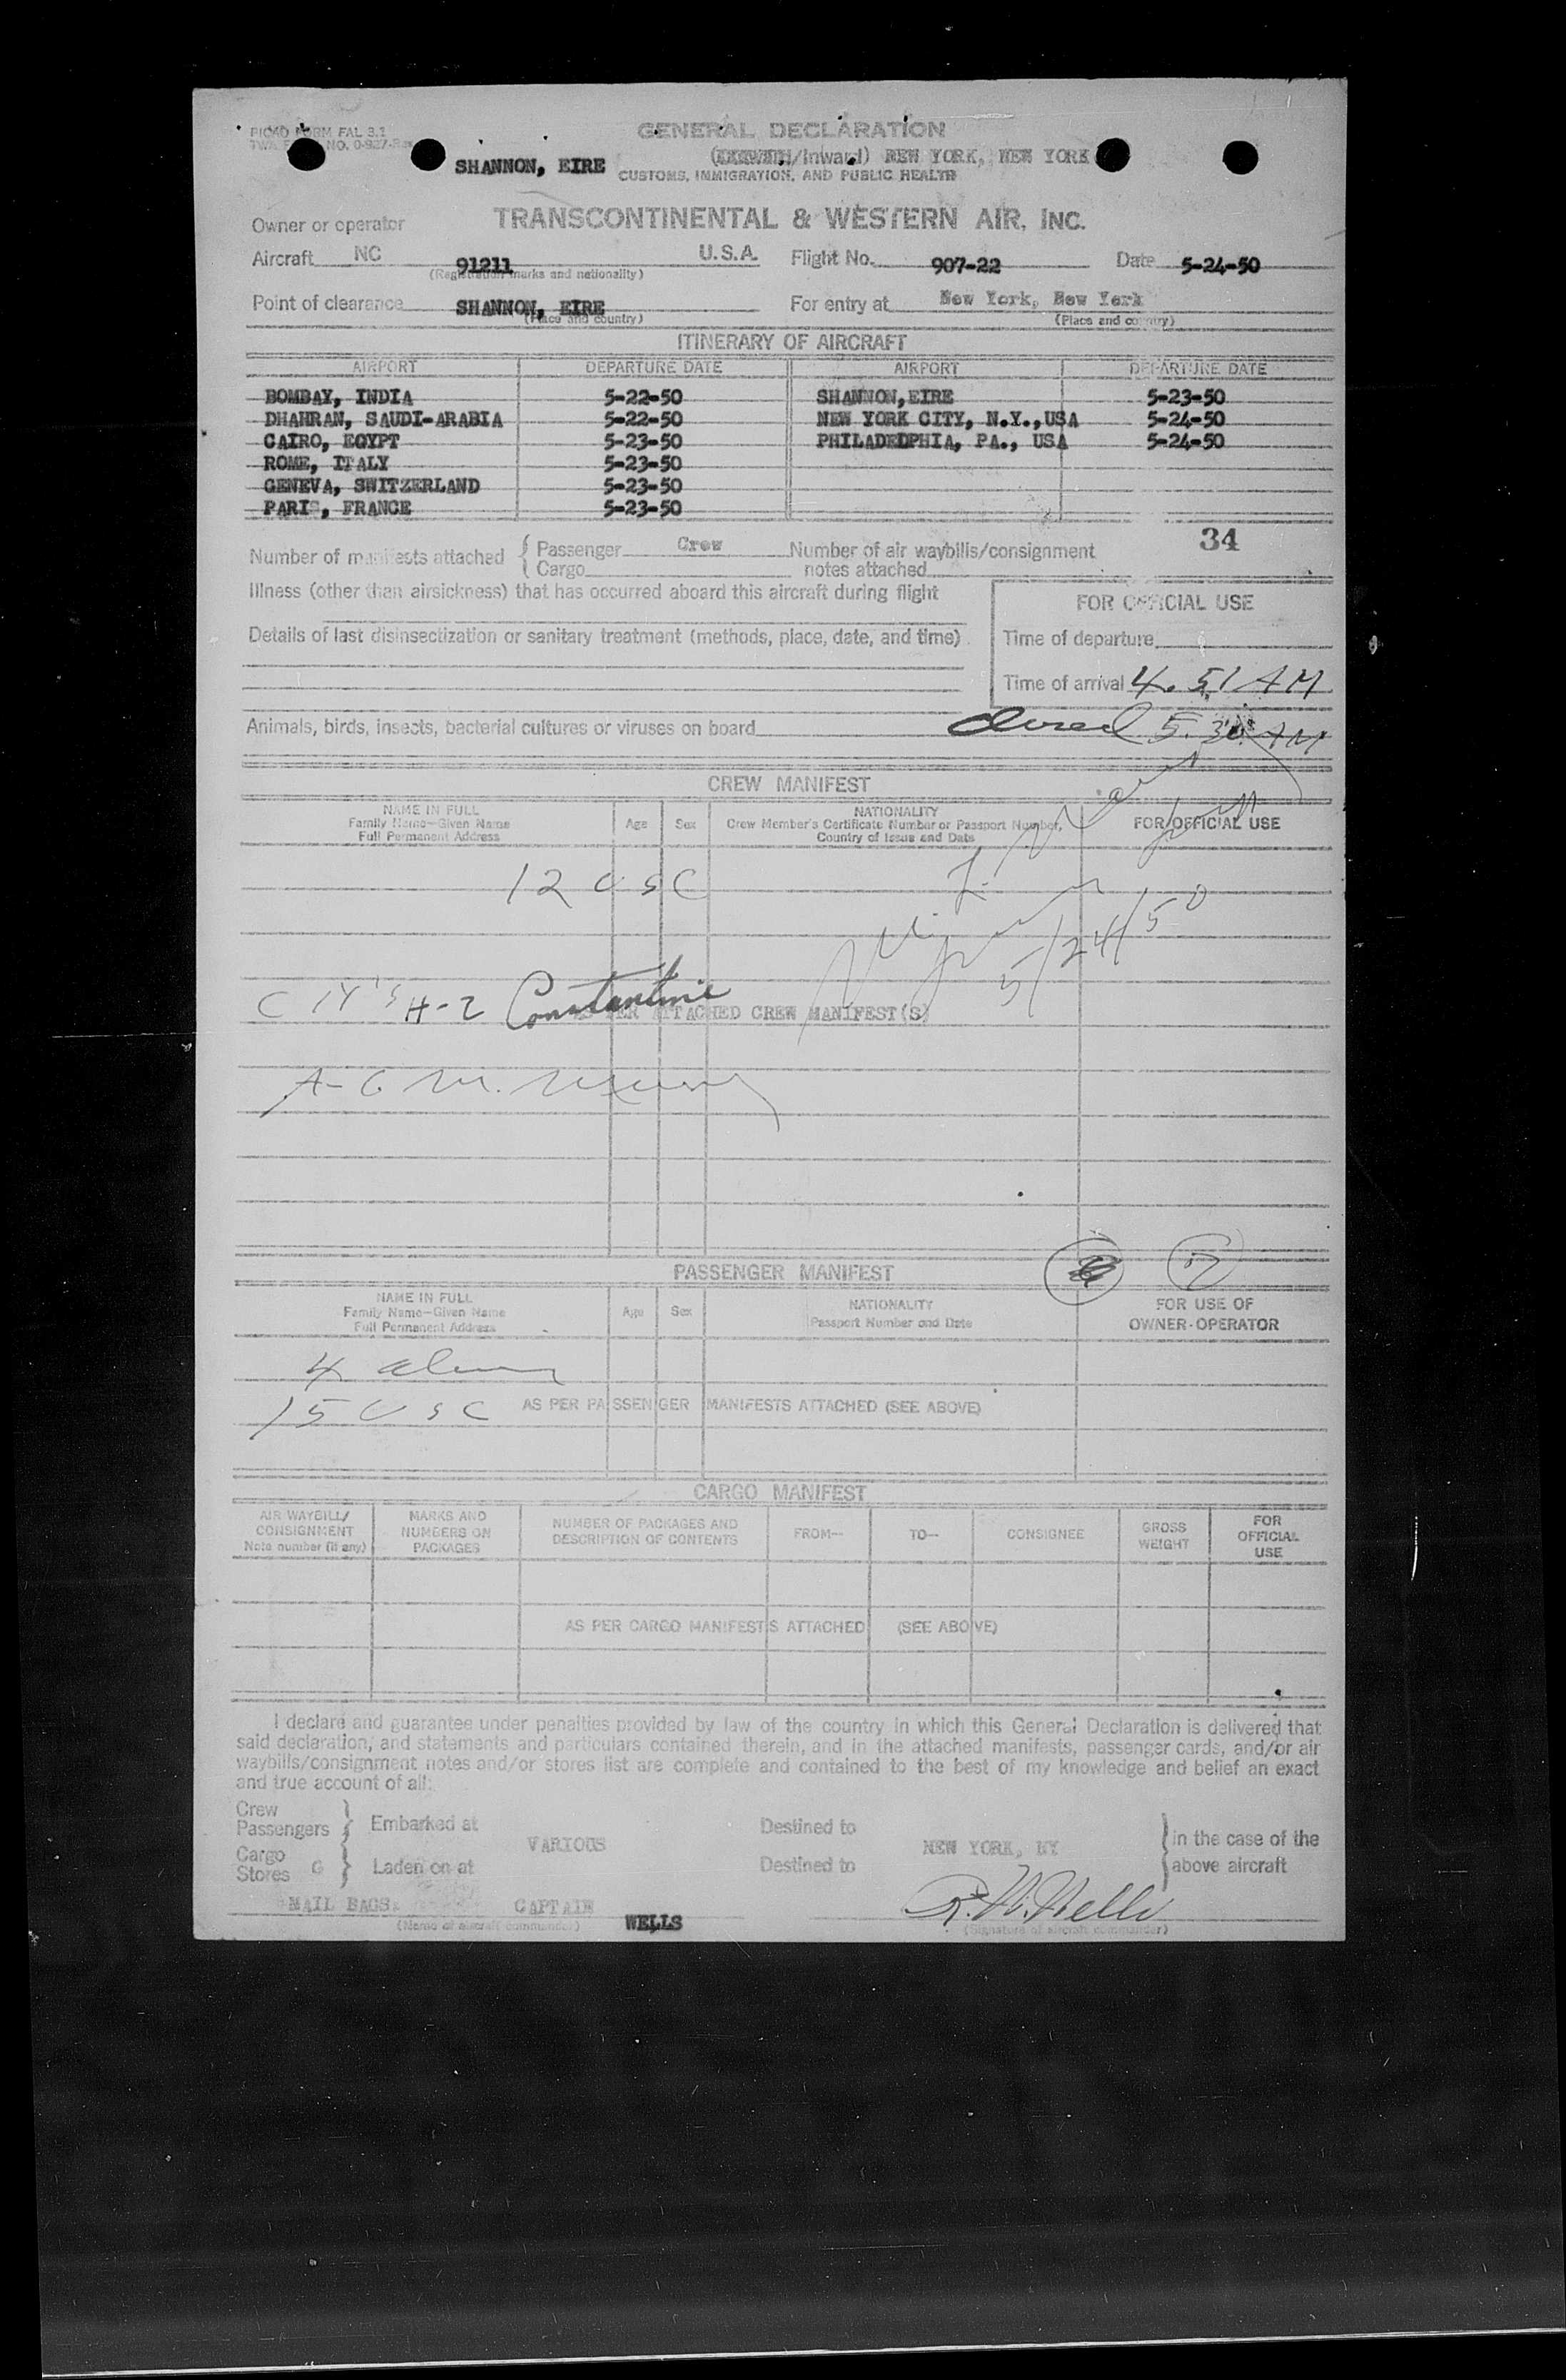 PICAO FORM FAL 3.1
GENERAL DECLARATION
SHANNON, EIRE (/Inward) NEW YORK, NEW YORK
CUSTOMS, IMMIGRATION, AND PUBLIC HEALTH
Owner or operator TRANSCONTINENTAL & WESTERN AIR, INC.
Aircraft NC 91211 U.S.A. Flight No. 907-22 Date 5-24-50
(Registration marks and nationality)
Point of clearance SHANNON, EIRE For entry at New York, New York
(Place and country) (Place and country)
ITINERARY OF AIRCRAFT
AIRPORT DEPARTURE DATE AIRPORT DEPARTURE DATE
BOMBAY, INDIA 5-22-50 SHANNON,EIRE 5-23-50
DHAHRAN, SAUDI-ARABIA 5-22-50 NEW YORK CITY, N.Y.,USA 5-24-50
CAIRO, EGYPT 5-23-50 PHILADEDPHIA, PA., USA 5-24-50
ROME, ITALY 5-23-50
GENEVA, SWITZERLAND 5-23-50
PARIS, FRANCE 5-23-50
34
Number of manifests attached { Passenger Crew Number of air waybills/consignment
Cargo notes attached
Illness (other than airsickness) that has occurred aboard this aircraft during flight
FOR OFFICIAL USE
Details of last disinsectization or sanitary treatment (methods, place, date, and time)
Time of departure
Time of arrival 4.51 AM
Animals, birds, insects, bacterial cultures or viruses on board
5.30 AM
CREW MANIFEST
NAME IN FULL
Family Name—Given Name
Full Permanent Address
Age Sex
NATIONALITY
Crew Member's Certificate Number or Passport Number,
Country of Issue and Date
FOR OFFICIAL USE
12 USC
5/24/50
H-2 Constantine
AS PER ATTACHED CREW MANIFEST(S)
PASSENGER MANIFEST
NAME IN FULL
Family Name—Given Name
Full Permanent Address
Age Sex
NATIONALITY
Passport Number and Date
FOR USE OF
OWNER-OPERATOR
4
15 USC AS PER PASSENGER MANIFESTS ATTACHED (SEE ABOVE)
CARGO MANIFEST
AIR WAYBILL/
CONSIGNMENT
Note number (if any)
MARKS AND
NUMBERS ON
PACKAGES
NUMBER OF PACKAGES AND
DESCRIPTION OF CONTENTS
FROM—
TO—
CONSIGNEE
GROSS
WEIGHT
FOR
OFFICIAL
USE
AS PER CARGO MANIFESTS ATTACHED (SEE ABOVE)
I declare and guarantee under penalties provided by law of the country in which this General Declaration is delivered that
said declaration, and statements and particulars contained therein, and in the attached manifests, passenger cards, and/or air
waybills/consignment notes and/or stores list are complete and contained to the best of my knowledge and belief an exact
and true account of all:
Crew
Passengers } Embarked at VARIOUS Destined to NEW YORK, NY } in the case of the
Cargo
Stores G } Laden on at Destined to above aircraft
MAIL BAGS CAPTAIN WELLS R.W. Wells
(Name of aircraft commander) (Signature of aircraft commander)